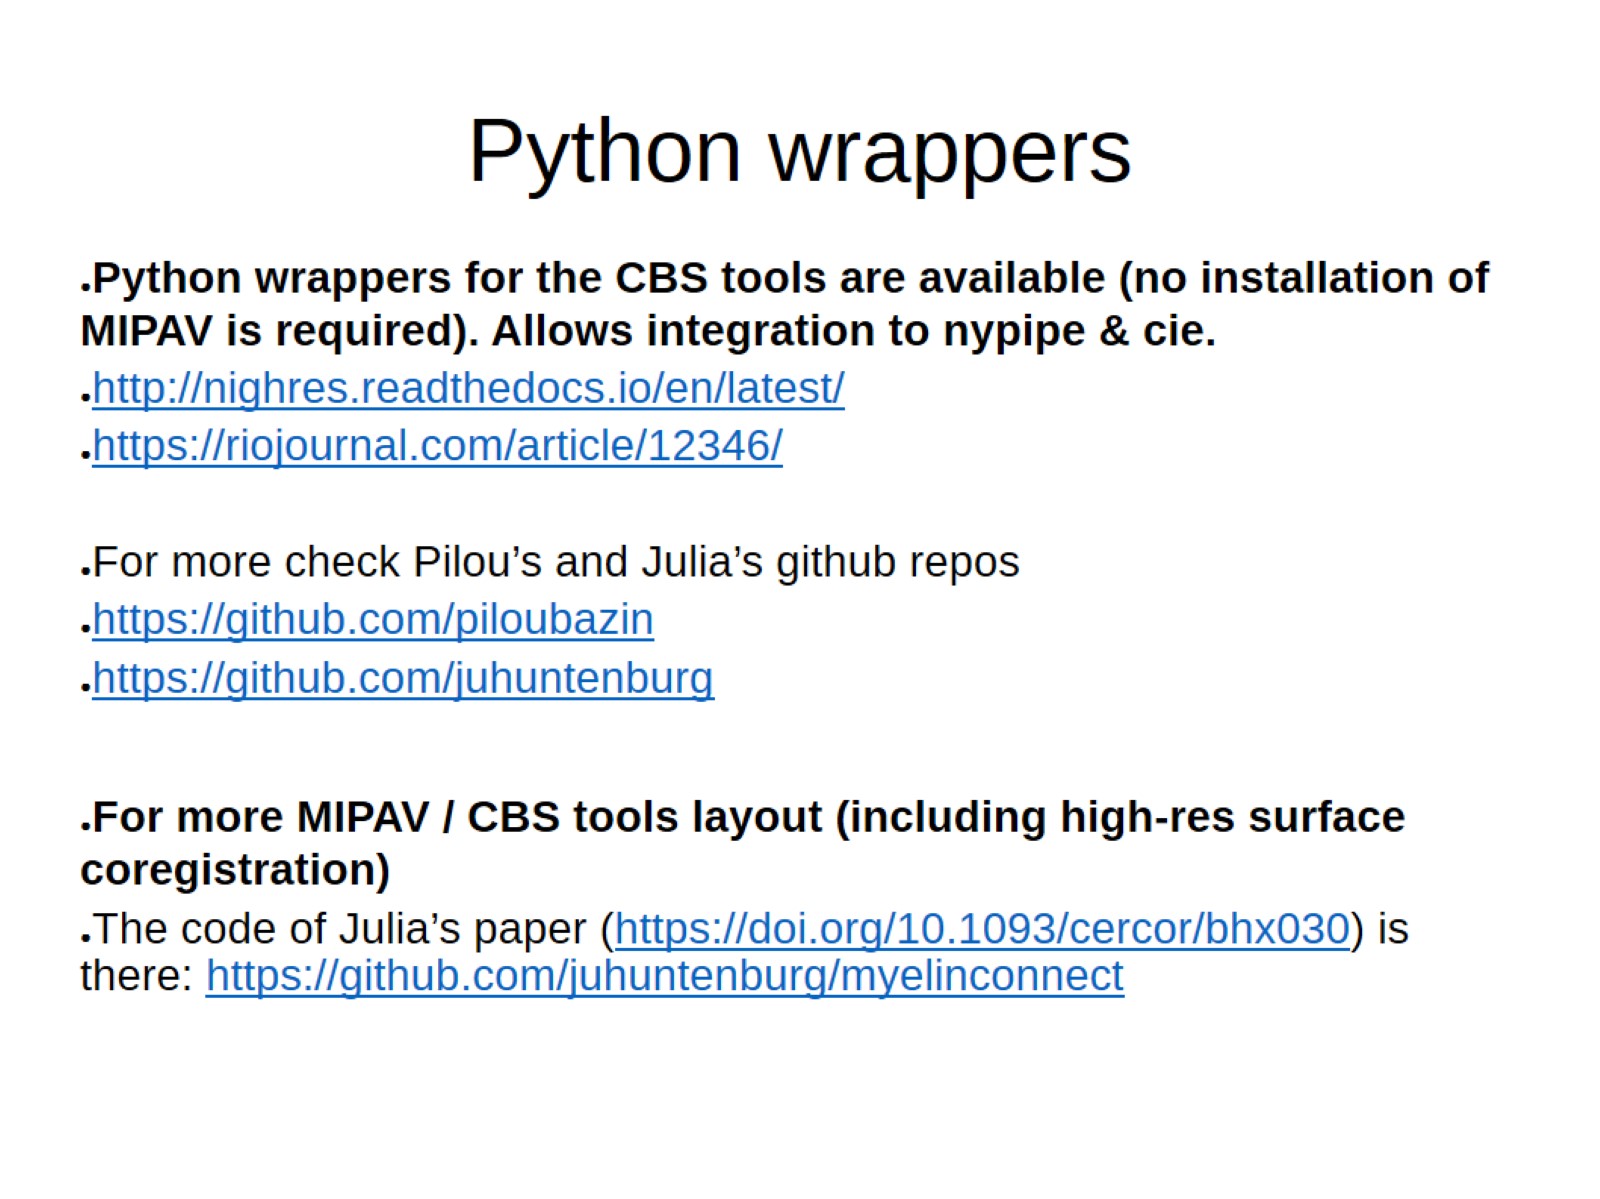 Python wrappers
●Python wrappers for the CBS tools are available (no installation of
MIPAV is required). Allows integration to nypipe & cie.
●http://nighres.readthedocs.io/en/latest/
●https://riojournal.com/article/12346/
●For more check Pilou’s and Julia’s github repos
●https://github.com/piloubazin
●https://github.com/juhuntenburg
●For more MIPAV / CBS tools layout (including high-res surface
coregistration)
●The code of Julia’s paper (https://doi.org/10.1093/cercor/bhx030) is
there: https://github.com/juhuntenburg/myelinconnect